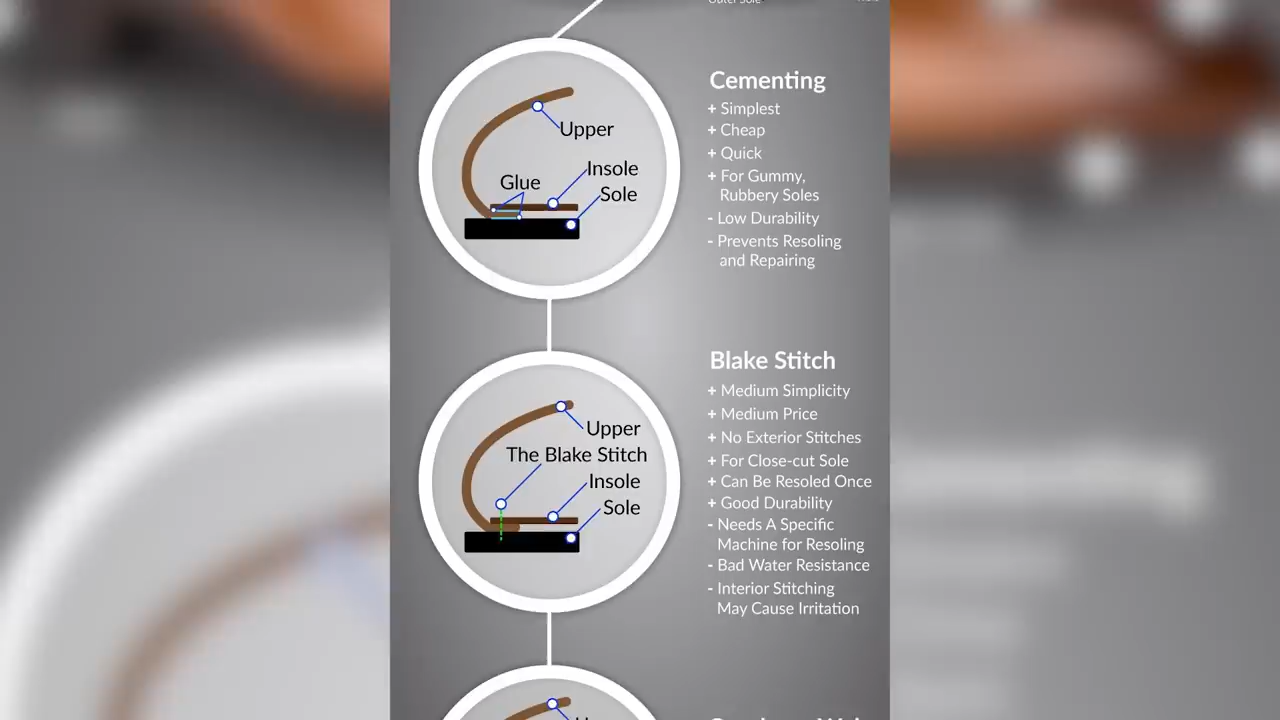 Cementing
+ Simplest
+ Cheap
+ Quick
+ For Gummy,
Rubbery Soles
- Low Durability
- Prevents Resoling
and Repairing
Upper
Insole
Glue
Sole
Blake Stitch
+ Medium Simplicity
+ Medium Price
+ No Exterior Stitches
+ For Close-cut Sole
+ Can Be Resoled Once
+ Good Durability
- Needs A Specific
Machine for Resoling
- Bad Water Resistance
- Interior Stitching
May Cause Irritation
Upper
The Blake Stitch
Insole
Sole